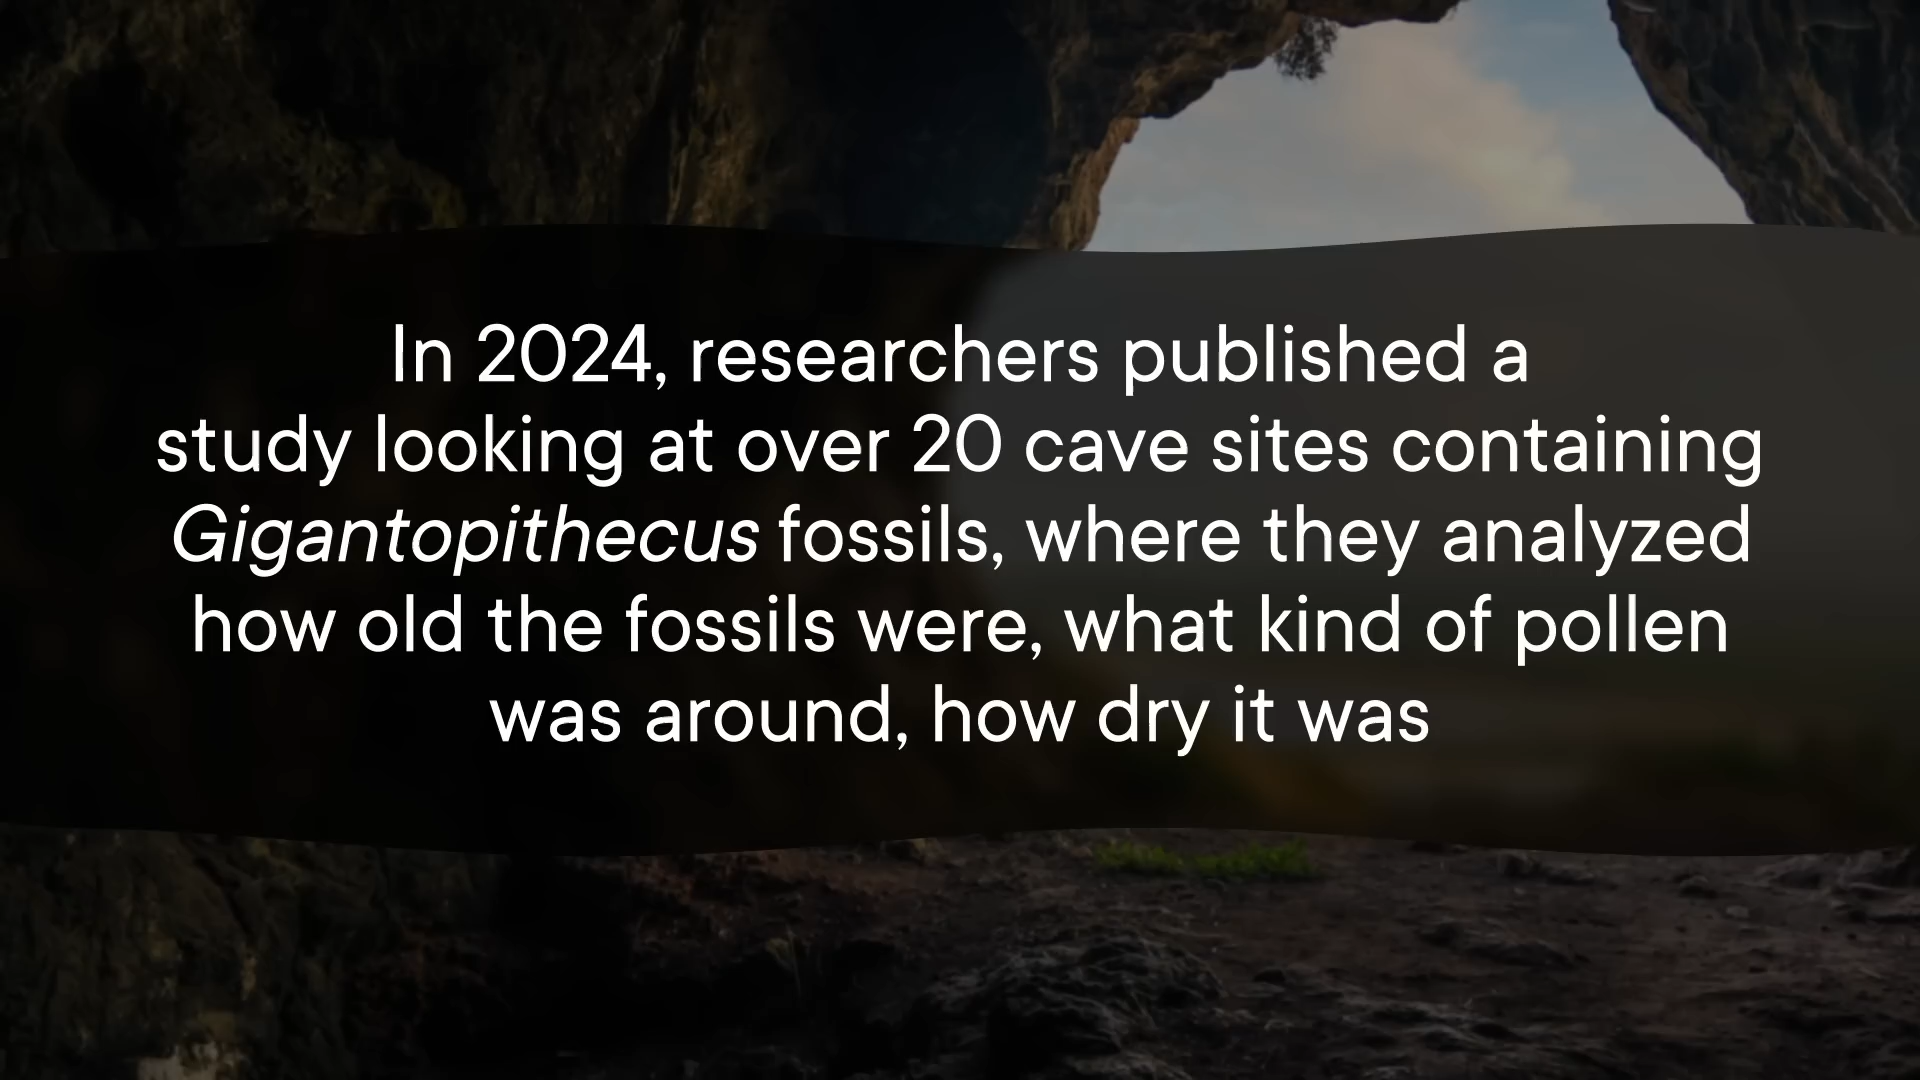 In 2024, researchers published a
study looking at over 20 cave sites containing
Gigantopithecus fossils, where they analyzed
how old the fossils were, what kind of pollen
was around, how dry it was